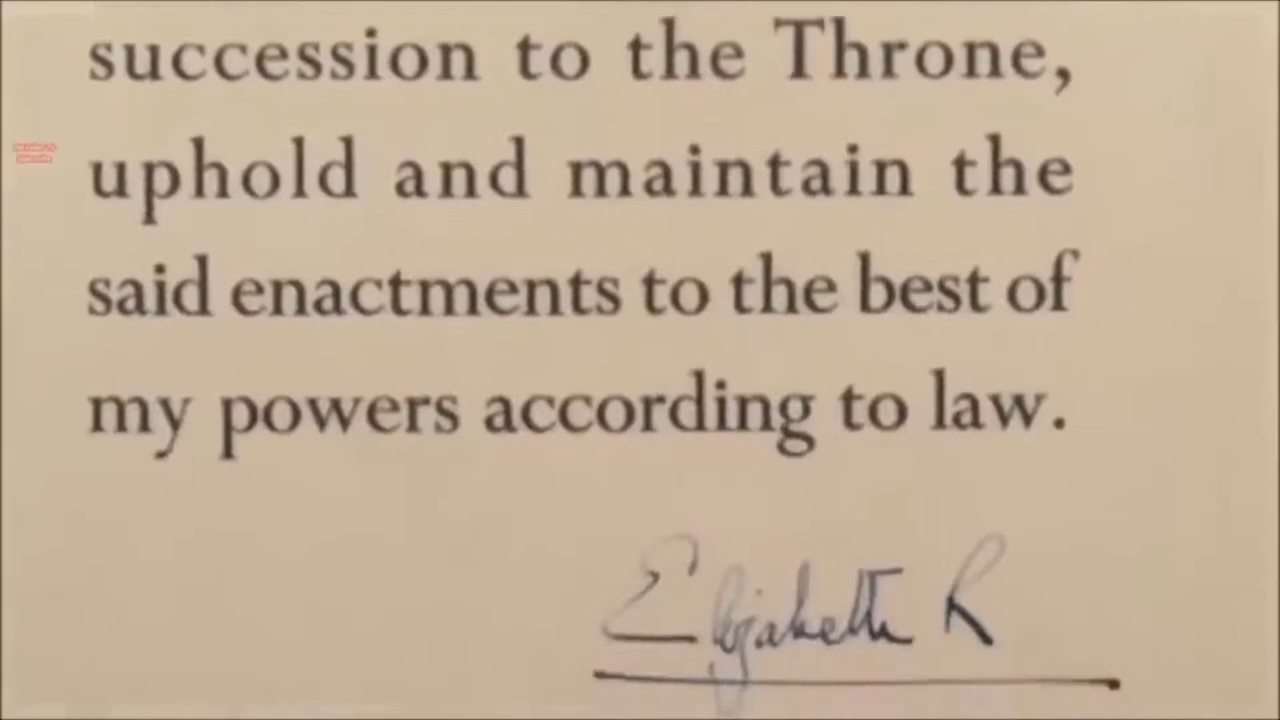 succession to the Throne,
uphold and maintain the
said enactments to the best of
my powers according to law.
Elizabeth R